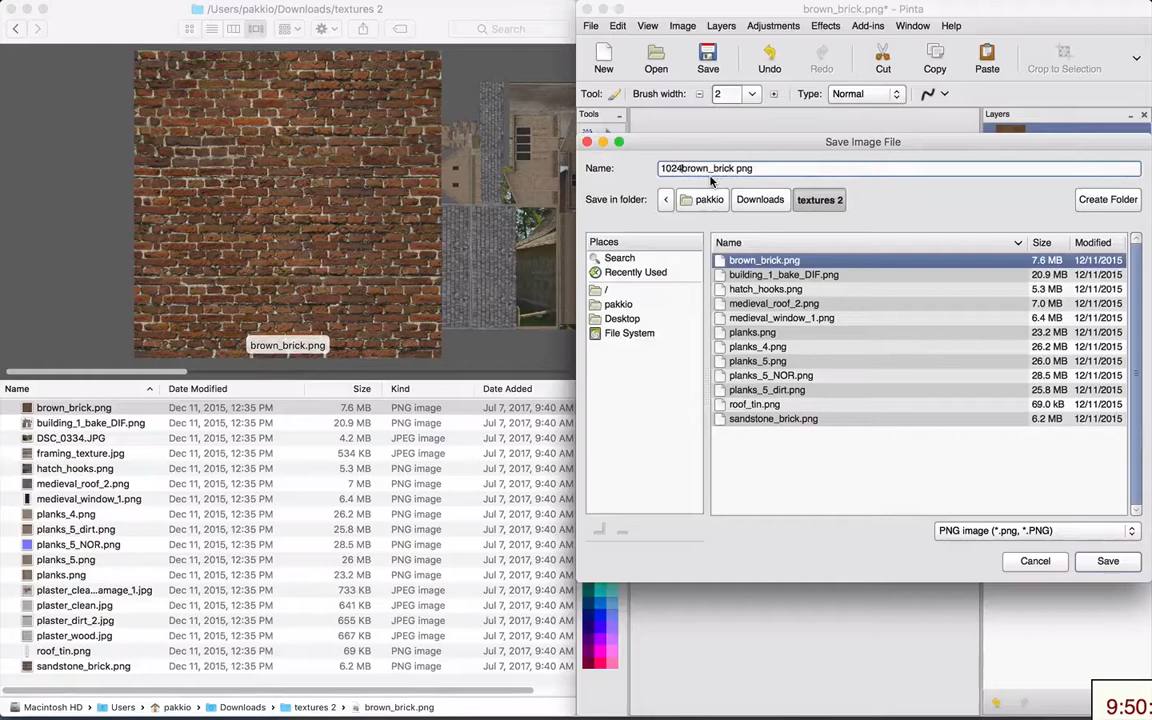 /Users/pakkio/Downloads/textures 2
Search
brown_brick.png
Name
Date Modified
Size
Kind
Date Added
brown_brick.png Dec 11, 2015, 12:35 PM 7.6 MB PNG image Jul 7, 2017, 9:40 AM
building_1_bake_DIF.png Dec 11, 2015, 12:35 PM 20.9 MB PNG image Jul 7, 2017, 9:40 AM
DSC_0334.JPG Dec 11, 2015, 12:35 PM 4.2 MB JPEG image Jul 7, 2017, 9:40 AM
framing_texture.jpg Dec 11, 2015, 12:35 PM 534 KB JPEG image Jul 7, 2017, 9:40 AM
hatch_hooks.png Dec 11, 2015, 12:35 PM 5.3 MB PNG image Jul 7, 2017, 9:40 AM
medieval_roof_2.png Dec 11, 2015, 12:35 PM 7 MB PNG image Jul 7, 2017, 9:40 AM
medieval_window_1.png Dec 11, 2015, 12:35 PM 6.4 MB PNG image Jul 7, 2017, 9:40 AM
planks_4.png Dec 11, 2015, 12:35 PM 26.2 MB PNG image Jul 7, 2017, 9:40 AM
planks_5_dirt.png Dec 11, 2015, 12:35 PM 25.8 MB PNG image Jul 7, 2017, 9:40 AM
planks_5_NOR.png Dec 11, 2015, 12:35 PM 28.5 MB PNG image Jul 7, 2017, 9:40 AM
planks_5.png Dec 11, 2015, 12:35 PM 26 MB PNG image Jul 7, 2017, 9:40 AM
planks.png Dec 11, 2015, 12:35 PM 23.2 MB PNG image Jul 7, 2017, 9:40 AM
plaster_clea...amage_1.jpg Dec 11, 2015, 12:35 PM 733 KB JPEG image Jul 7, 2017, 9:40 AM
plaster_clean.jpg Dec 11, 2015, 12:35 PM 641 KB JPEG image Jul 7, 2017, 9:40 AM
plaster_dirt_2.jpg Dec 11, 2015, 12:35 PM 655 KB JPEG image Jul 7, 2017, 9:40 AM
plaster_wood.jpg Dec 11, 2015, 12:35 PM 667 KB JPEG image Jul 7, 2017, 9:40 AM
roof_tin.png Dec 11, 2015, 12:35 PM 69 KB PNG image Jul 7, 2017, 9:40 AM
sandstone_brick.png Dec 11, 2015, 12:35 PM 6.2 MB PNG image Jul 7, 2017, 9:40 AM
Macintosh HD Users pakkio Downloads textures 2 brown_brick.png
brown_brick.png* - Pinta
File Edit View Image Layers Adjustments Effects Add-ins Window Help
New Open Save Undo Redo Cut Copy Paste Crop to Selection
Tool: Brush width: 2 Type: Normal
Tools
Layers
Save Image File
Name: 1024brown_brick png
Save in folder: pakkio Downloads textures 2 Create Folder
Places
Search
Recently Used
/
pakkio
Desktop
File System
Name Size Modified
brown_brick.png 7.6 MB 12/11/2015
building_1_bake_DIF.png 20.9 MB 12/11/2015
hatch_hooks.png 5.3 MB 12/11/2015
medieval_roof_2.png 7.0 MB 12/11/2015
medieval_window_1.png 6.4 MB 12/11/2015
planks.png 23.2 MB 12/11/2015
planks_4.png 26.2 MB 12/11/2015
planks_5.png 26.0 MB 12/11/2015
planks_5_NOR.png 28.5 MB 12/11/2015
planks_5_dirt.png 25.8 MB 12/11/2015
roof_tin.png 69.0 kB 12/11/2015
sandstone_brick.png 6.2 MB 12/11/2015
PNG image (*.png, *.PNG)
Cancel Save
9:50: